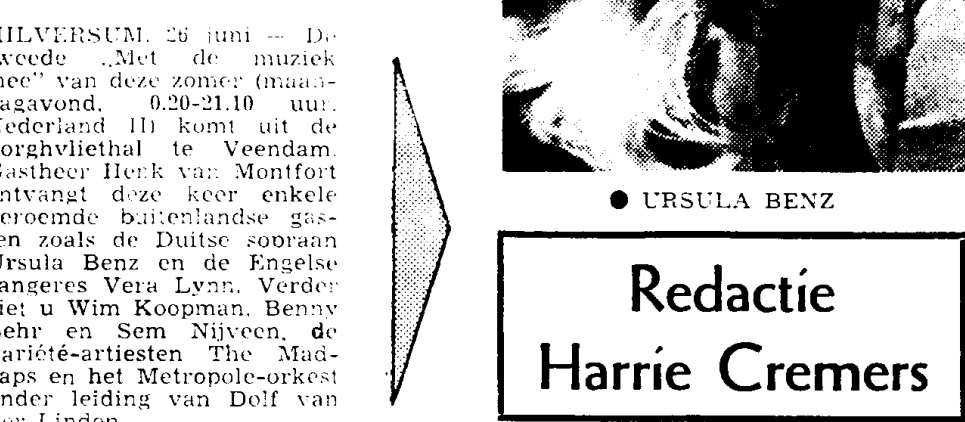 HILVERSUM, 26 juni — De
tweede „Met de muziek
mee" van deze zomer (maan-
dagavond, 0.20-21.10 uur,
Nederland II) komt uit de
Borghvliethal te Veendam.
Gastheer Henk van Montfort
ontvangt deze keer enkele
beroemde buitenlandse gas-
ten zoals de Duitse sopraan
Ursula Benz en de Engelse
zangeres Vera Lynn. Verder
ziet u Wim Koopman, Benny
Behr en Sem Nijveen, de
variété-artiesten The Mad-
caps en het Metropole-orkest
onder leiding van Dolf van
der Linden.
● URSULA BENZ
Redactie
Harrie Cremers